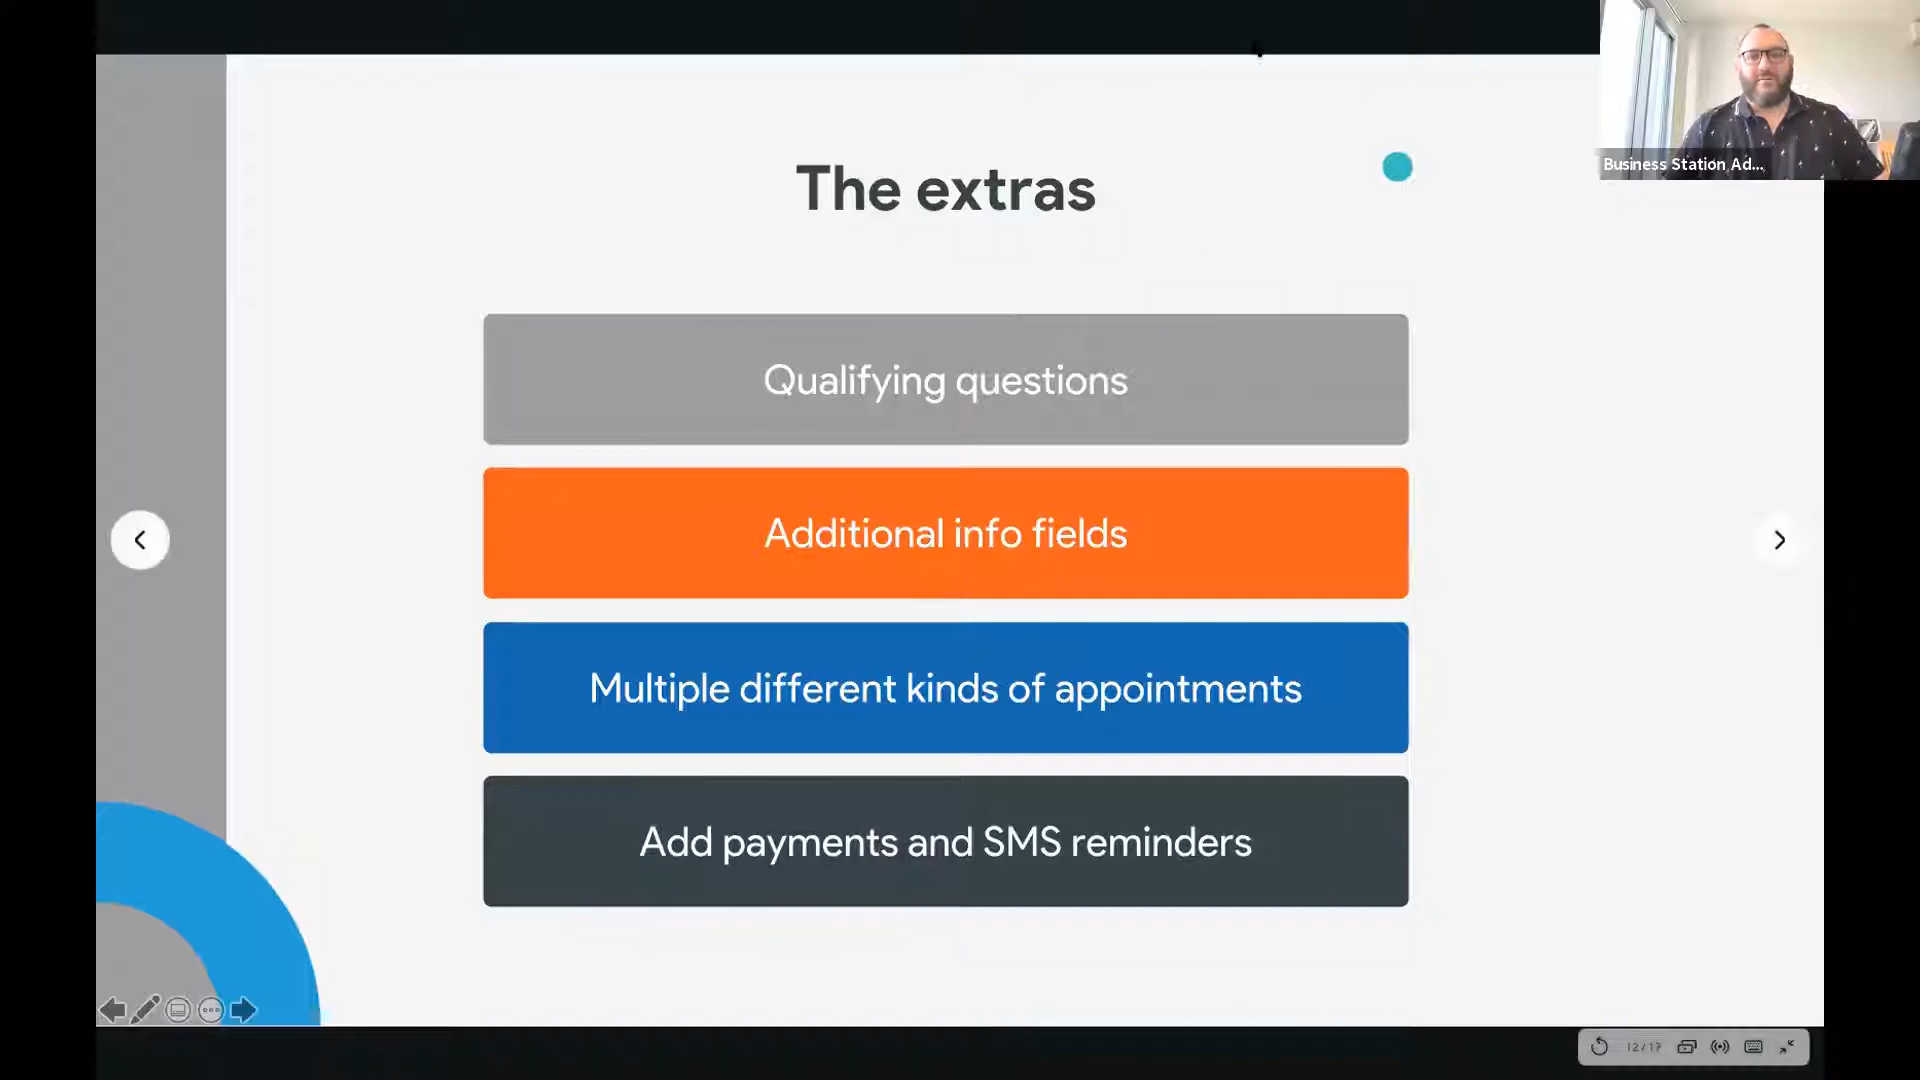 The extras
Business Station Ad...
Qualifying questions
Additional info fields
Multiple different kinds of appointments
Add payments and SMS reminders
12/17